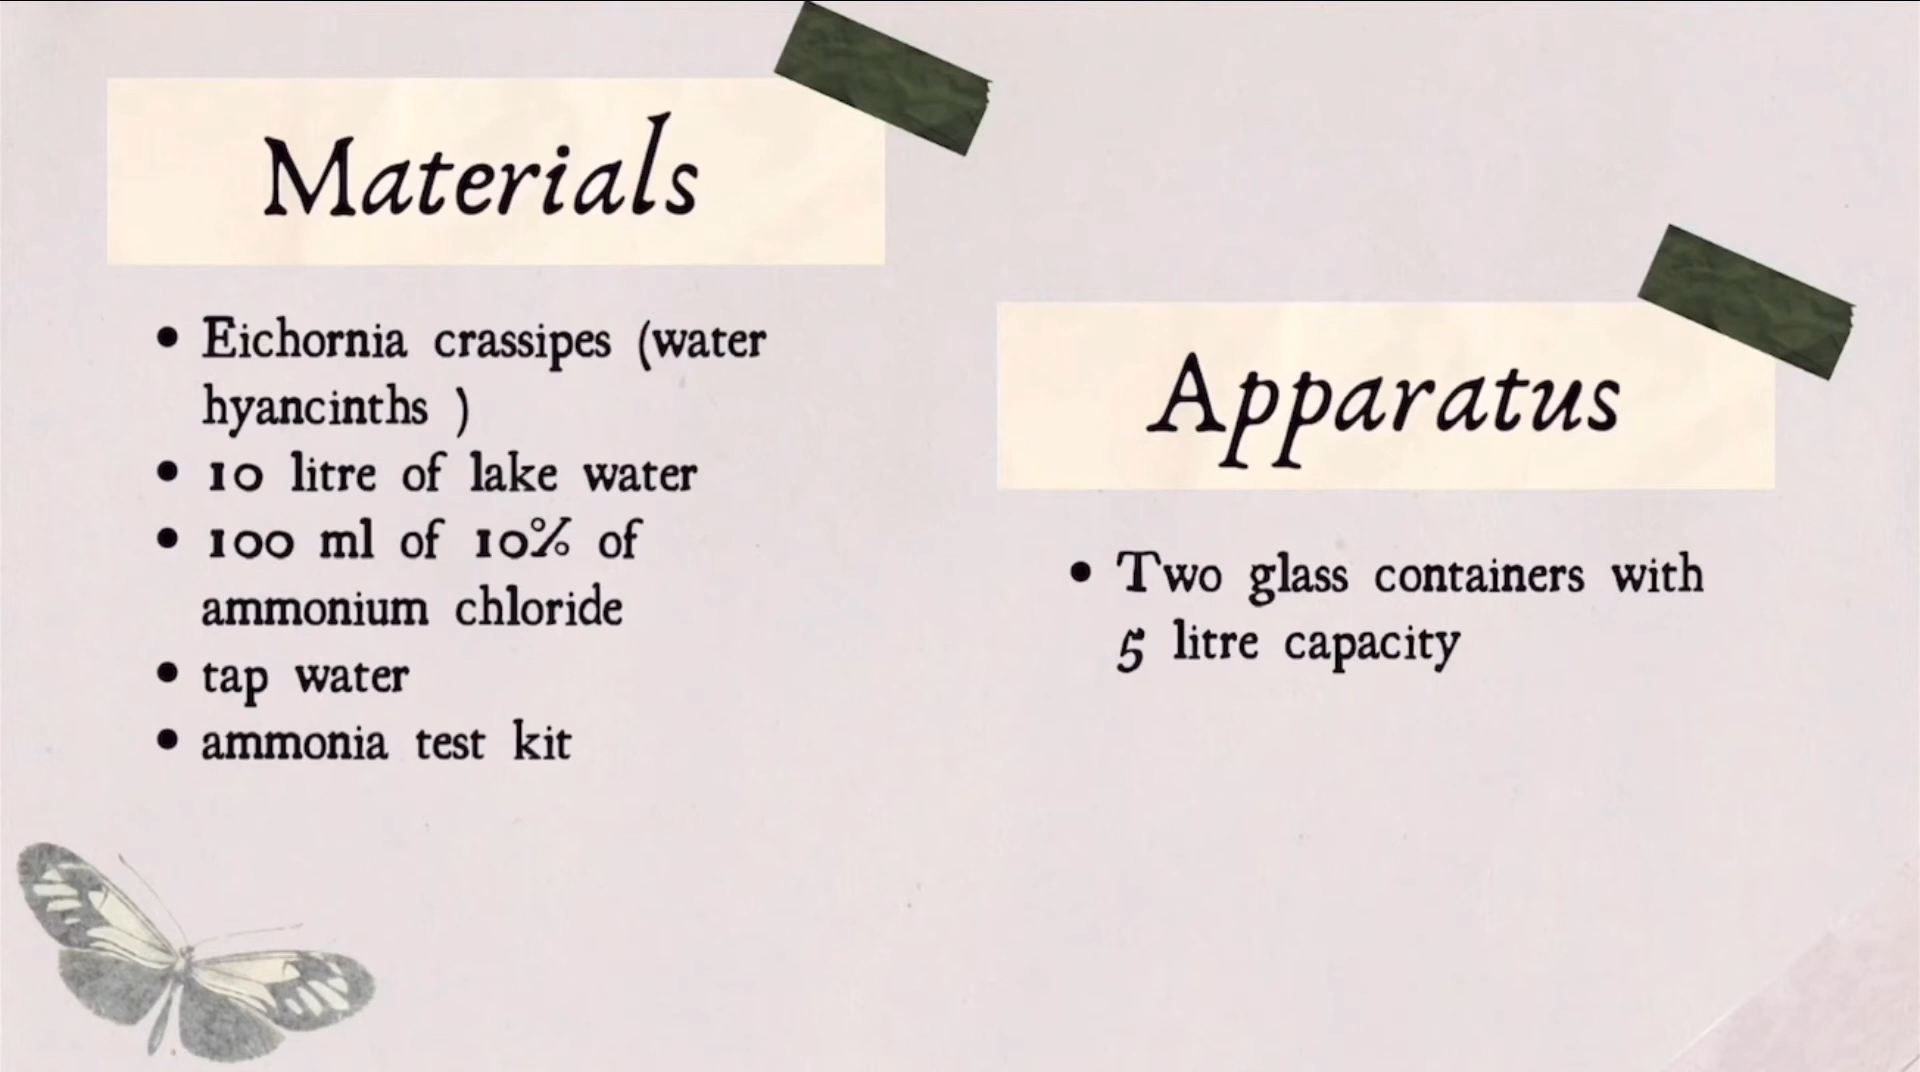 Materials
• Eichornia crassipes (water
hyancinths )
• 10 litre of lake water
• 100 ml of 10% of
ammonium chloride
• tap water
• ammonia test kit
Apparatus
• Two glass containers with
5 litre capacity